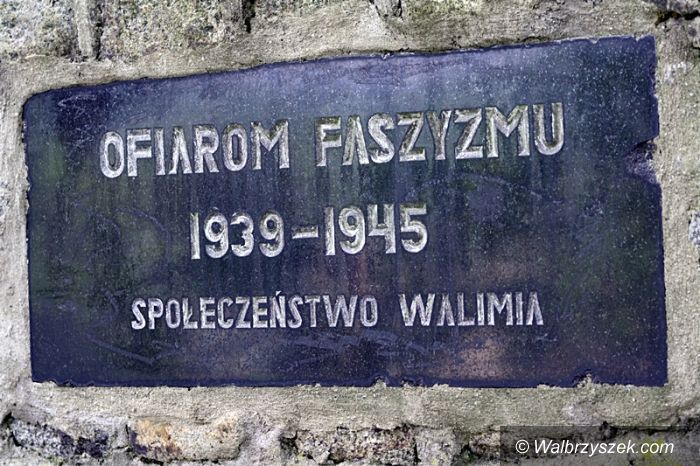 OFIAROM FASZYZMU
1939-1945
SPOŁECZEŃSTWO WALIMIA
© Walbrzyszek.com